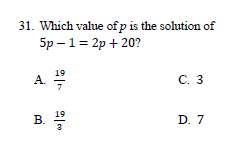 31. Which value of p is the solution of
5p – 1 = 2p + 20?
A. 19/7
C. 3
B. 19/3
D. 7